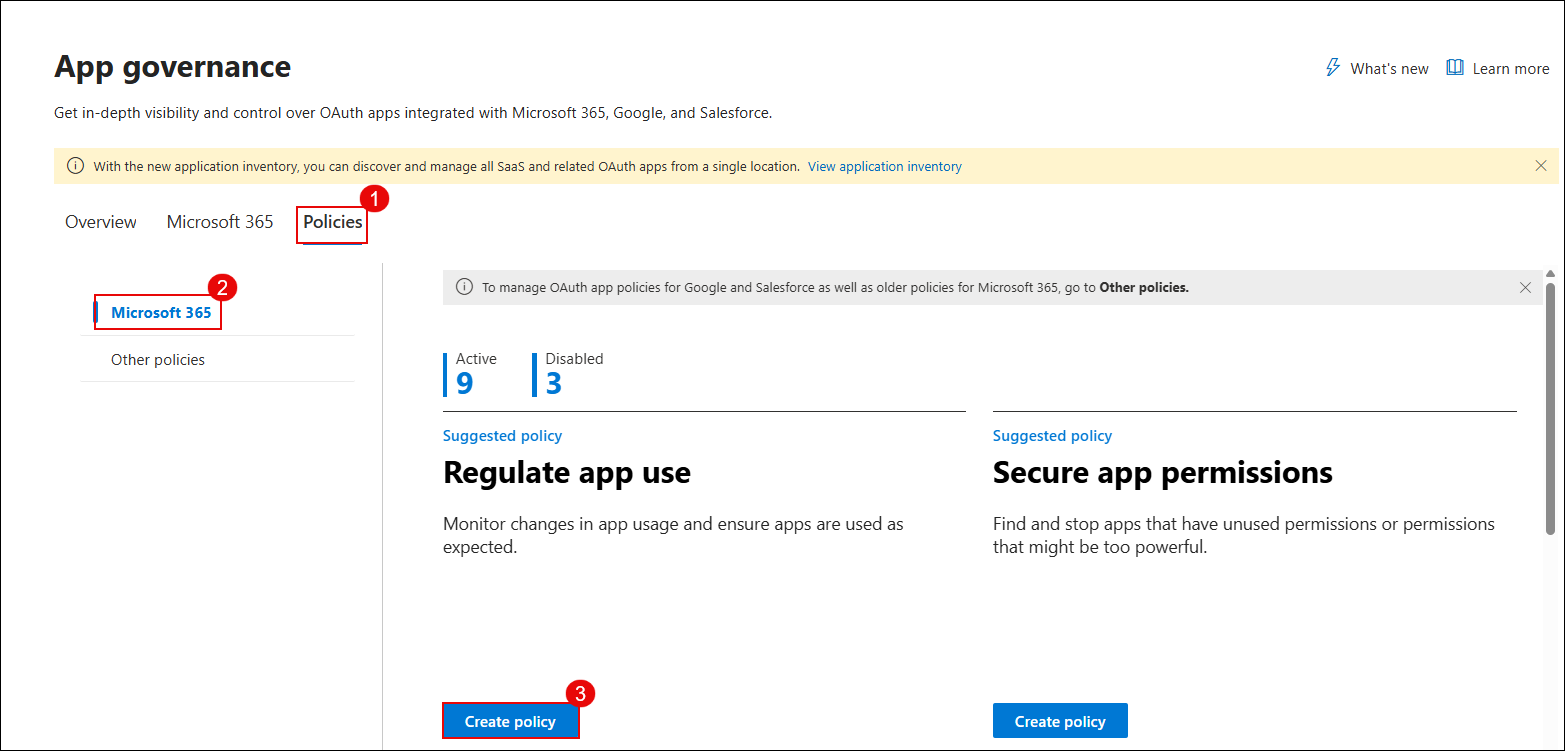 App governance
What's new
Learn more
Get in-depth visibility and control over OAuth apps integrated with Microsoft 365, Google, and Salesforce.
With the new application inventory, you can discover and manage all SaaS and related OAuth apps from a single location. View application inventory
1
Overview
Microsoft 365
Policies
2
Microsoft 365
Other policies
To manage OAuth app policies for Google and Salesforce as well as older policies for Microsoft 365, go to Other policies.
Active
9
Disabled
3
Suggested policy
Regulate app use
Monitor changes in app usage and ensure apps are used as
expected.
3
Create policy
Suggested policy
Secure app permissions
Find and stop apps that have unused permissions or permissions
that might be too powerful.
Create policy